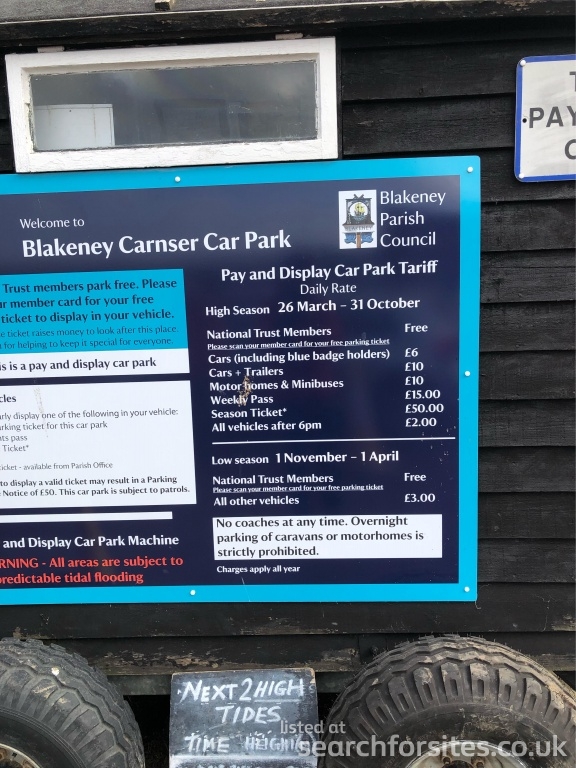 PAY
Welcome to
Blakeney Carnser Car Park
Blakeney
Parish
Council
Trust members park free. Please
member card for your free
ticket to display in your vehicle.
ticket raises money to look after this place.
for helping to keep it special for everyone.
is a pay and display car park
display one of the following in your vehicle:
ticket for this car park
pass
Ticket*
ticket - available from Parish Office
to display a valid ticket may result in a Parking
Notice of £50. This car park is subject to patrols.
and Display Car Park Machine
- All areas are subject to
tidal flooding
Pay and Display Car Park Tariff
Daily Rate
High Season 26 March – 31 October
National Trust Members Free
Please scan your member card for your free parking ticket
Cars (including blue badge holders) £6
Cars + Trailers £10
Motor homes & Minibuses £10
Weekly Pass £15.00
Season Ticket* £50.00
All vehicles after 6pm £2.00
Low season 1 November – 1 April
National Trust Members Free
Please scan your member card for your free parking ticket
All other vehicles £3.00
No coaches at any time. Overnight
parking of caravans or motorhomes is
strictly prohibited.
Charges apply all year
NEXT 2 HIGH
TIDES
TIME HEIGHT
listed at
searchforsites.co.uk